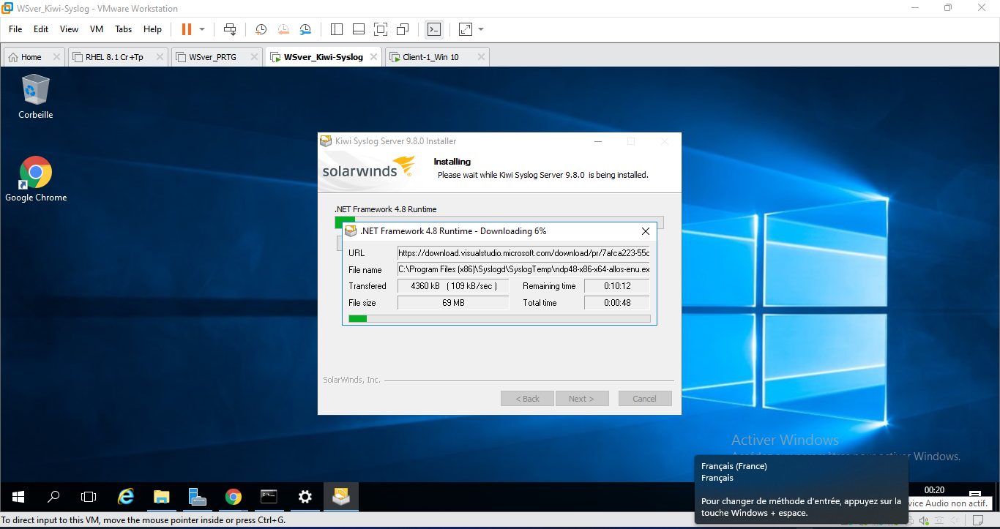 WSver_Kiwi-Syslog - VMware Workstation
File Edit View VM Tabs Help
Home RHEL 8.1 Cr+Tp WSver_PRTG WSver_Kiwi-Syslog Client-1_Win 10
Corbeille
Google Chrome
Kiwi Syslog Server 9.8.0 Installer
solarwinds
Installing
Please wait while Kiwi Syslog Server 9.8.0 is being installed.
.NET Framework 4.8 Runtime
.NET Framework 4.8 Runtime - Downloading 6%
URL https://download.visualstudio.microsoft.com/download/pr/7afca223-55c
File name C:\Program Files (x86)\Syslogd\SyslogTemp\ndp48-x86-x64-allos-enu.ex
Transfered 4360 kB ( 109 kB/sec ) Remaining time 0:10:12
File size 69 MB Total time 0:00:48
SolarWinds, Inc.
< Back Next > Cancel
Activer Windows
Windows.
Français (France)
Français
Pour changer de méthode d'entrée, appuyez sur la
touche Windows + espace.
00:20
vice Audio non actif.
To direct input to this VM, move the mouse pointer inside or press Ctrl+G.